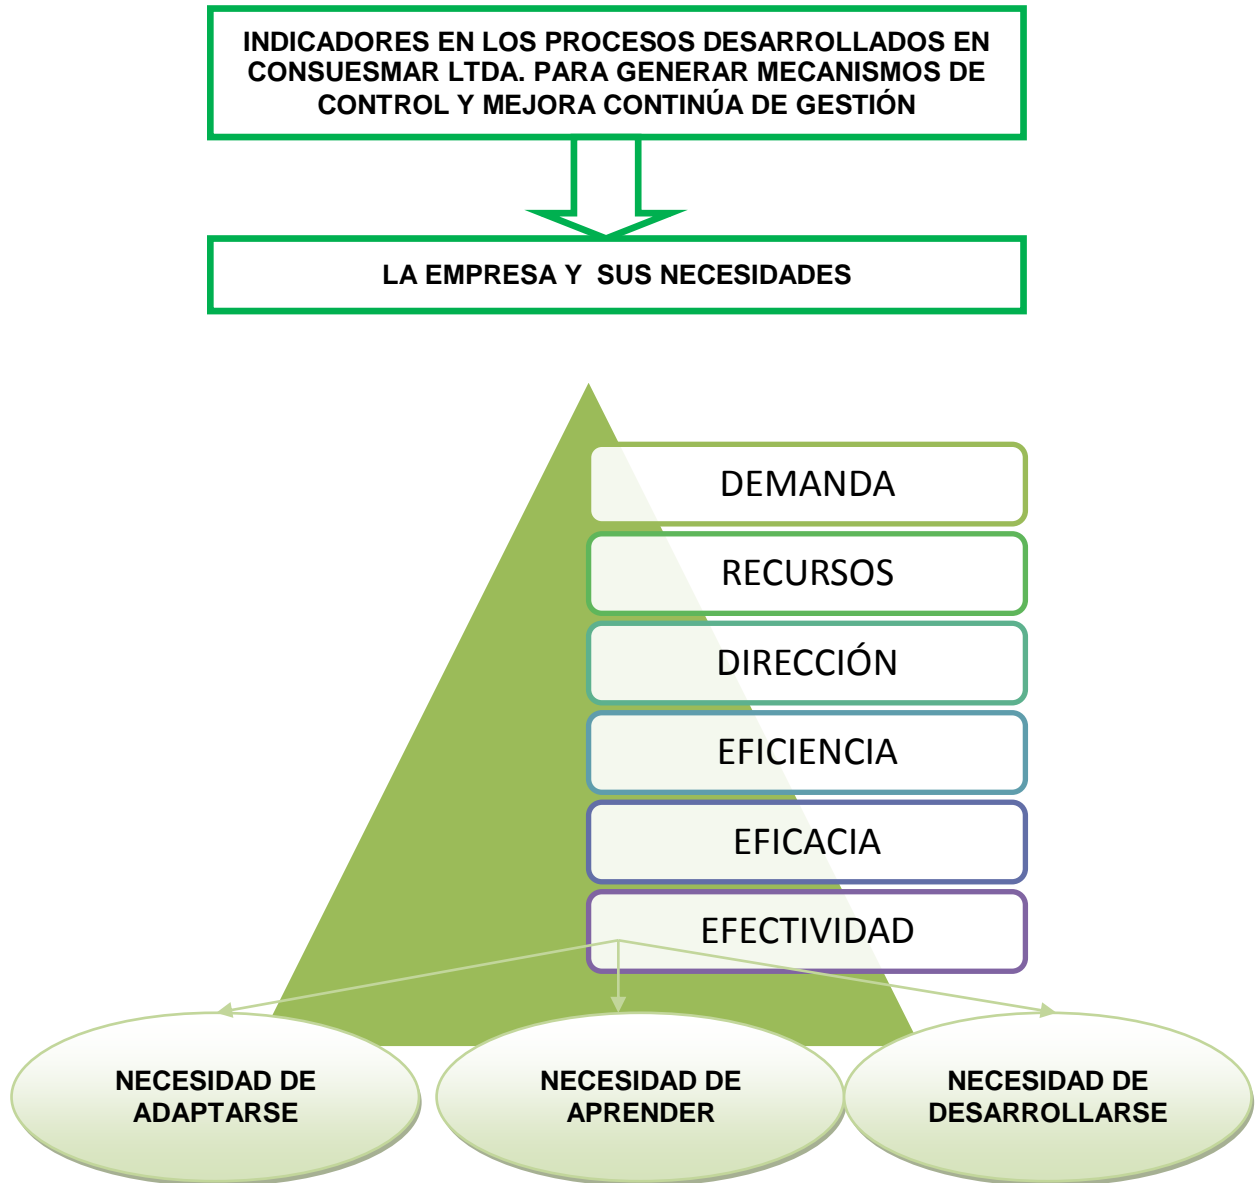 INDICADORES EN LOS PROCESOS DESARROLLADOS EN
CONSUESMAR LTDA. PARA GENERAR MECANISMOS DE
CONTROL Y MEJORA CONTINÚA DE GESTIÓN
LA EMPRESA Y SUS NECESIDADES
DEMANDA
RECURSOS
DIRECCIÓN
EFICIENCIA
EFICACIA
EFECTIVIDAD
NECESIDAD DE
ADAPTARSE
NECESIDAD DE
APRENDER
NECESIDAD DE
DESARROLLARSE